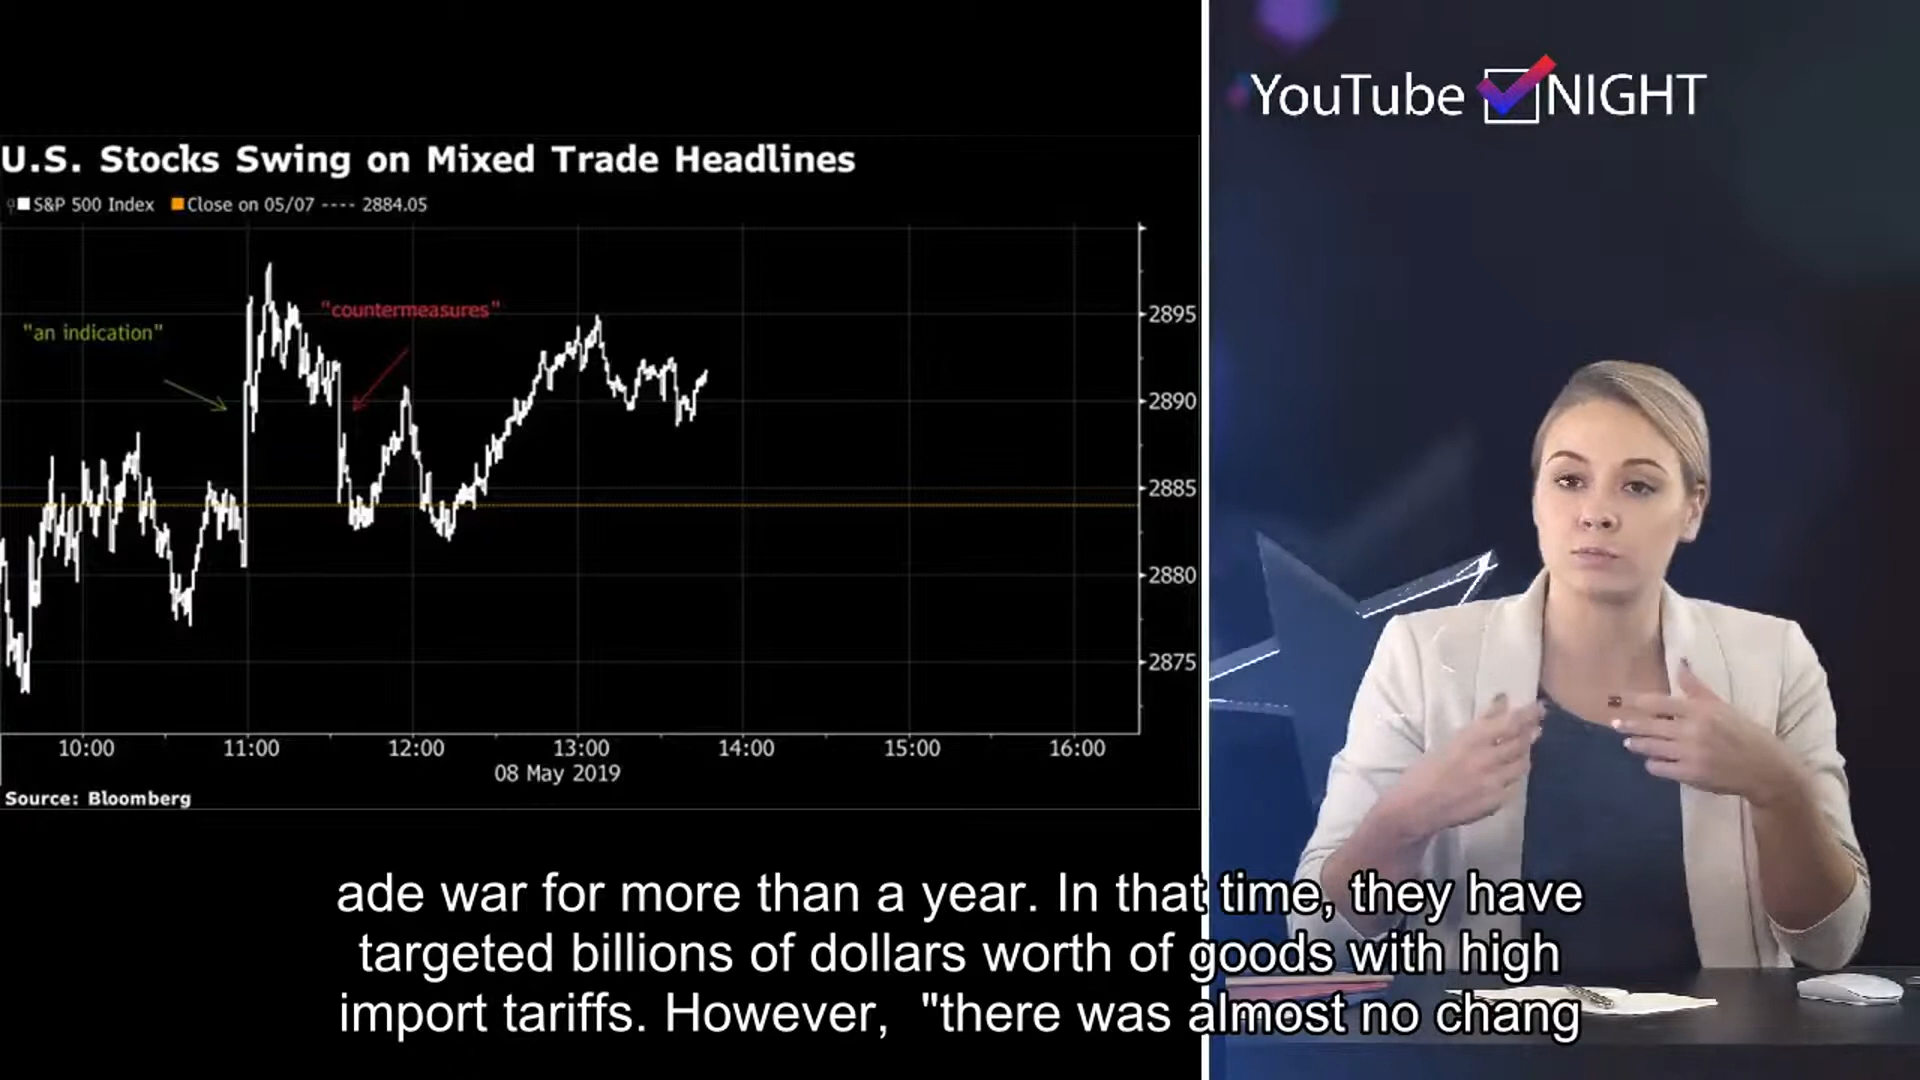 YouTube NIGHT
U.S. Stocks Swing on Mixed Trade Headlines
S&P 500 Index Close on 05/07 ---- 2884.05
"an indication"
"countermeasures"
2895
2890
2885
2880
2875
10:00 11:00 12:00 13:00 14:00 15:00 16:00
08 May 2019
Source: Bloomberg
ade war for more than a year. In that time, they have
targeted billions of dollars worth of goods with high
import tariffs. However, "there was almost no chang